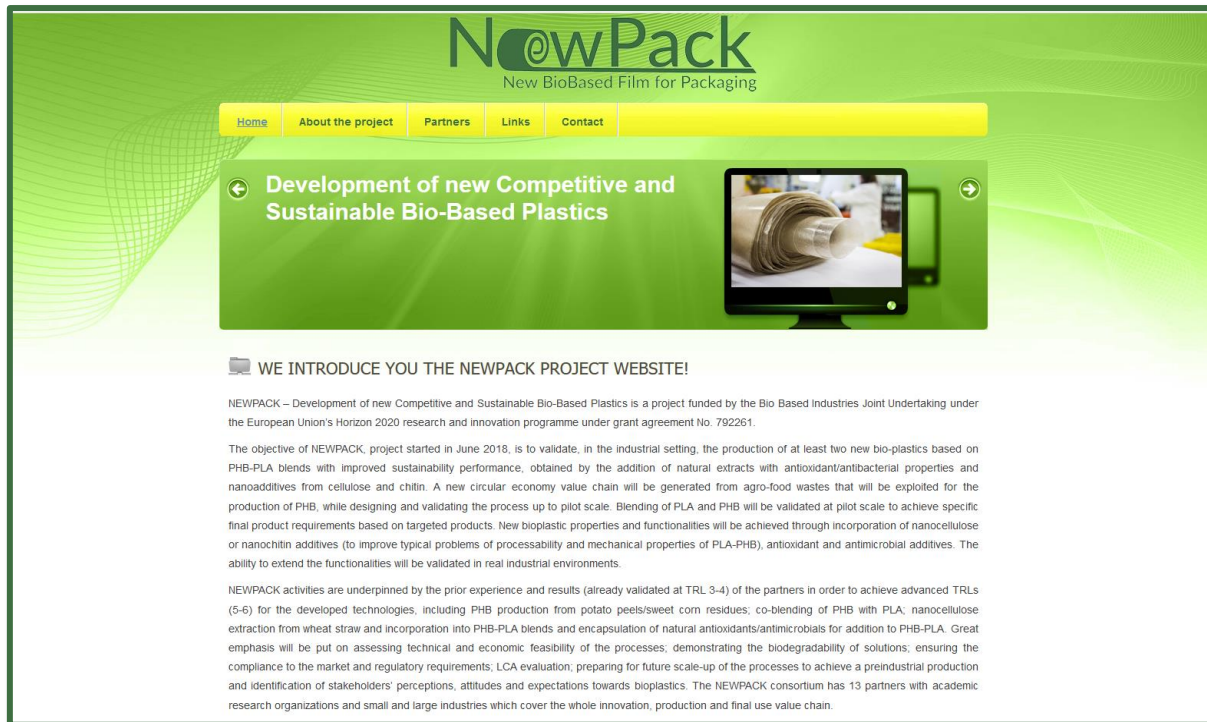 NewPack
New BioBased Film for Packaging
Home About the project Partners Links Contact
Development of new Competitive and
Sustainable Bio-Based Plastics
WE INTRODUCE YOU THE NEWPACK PROJECT WEBSITE!
NEWPACK – Development of new Competitive and Sustainable Bio-Based Plastics is a project funded by the Bio Based Industries Joint Undertaking under
the European Union's Horizon 2020 research and innovation programme under grant agreement No. 792261.
The objective of NEWPACK, project started in June 2018, is to validate, in the industrial setting, the production of at least two new bio-plastics based on
PHB-PLA blends with improved sustainability performance, obtained by the addition of natural extracts with antioxidant/antibacterial properties and
nanoadditives from cellulose and chitin. A new circular economy value chain will be generated from agro-food wastes that will be exploited for the
production of PHB, while designing and validating the process up to pilot scale. Blending of PLA and PHB will be validated at pilot scale to achieve specific
final product requirements based on targeted products. New bioplastic properties and functionalities will be achieved through incorporation of nanocellulose
or nanochitin additives (to improve typical problems of processability and mechanical properties of PLA-PHB), antioxidant and antimicrobial additives. The
ability to extend the functionalities will be validated in real industrial environments.
NEWPACK activities are underpinned by the prior experience and results (already validated at TRL 3-4) of the partners in order to achieve advanced TRLs
(5-6) for the developed technologies, including PHB production from potato peels/sweet corn residues; co-blending of PHB with PLA; nanocellulose
extraction from wheat straw and incorporation into PHB-PLA blends and encapsulation of natural antioxidants/antimicrobials for addition to PHB-PLA. Great
emphasis will be put on assessing technical and economic feasibility of the processes; demonstrating the biodegradability of solutions; ensuring the
compliance to the market and regulatory requirements; LCA evaluation; preparing for future scale-up of the processes to achieve a preindustrial production
and identification of stakeholders' perceptions, attitudes and expectations towards bioplastics. The NEWPACK consortium has 13 partners with academic
research organizations and small and large industries which cover the whole innovation, production and final use value chain.